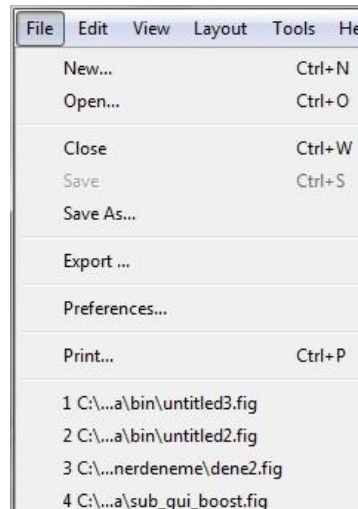 File Edit View Layout Tools He
New... Ctrl+N
Open... Ctrl+O
Close Ctrl+W
Save Ctrl+S
Save As...
Export ...
Preferences...
Print... Ctrl+P
1 C:\...a\bin\untitled3.fig
2 C:\...a\bin\untitled2.fig
3 C:\...nerdeneme\dene2.fig
4 C:\...a\sub_gui_boost.fig